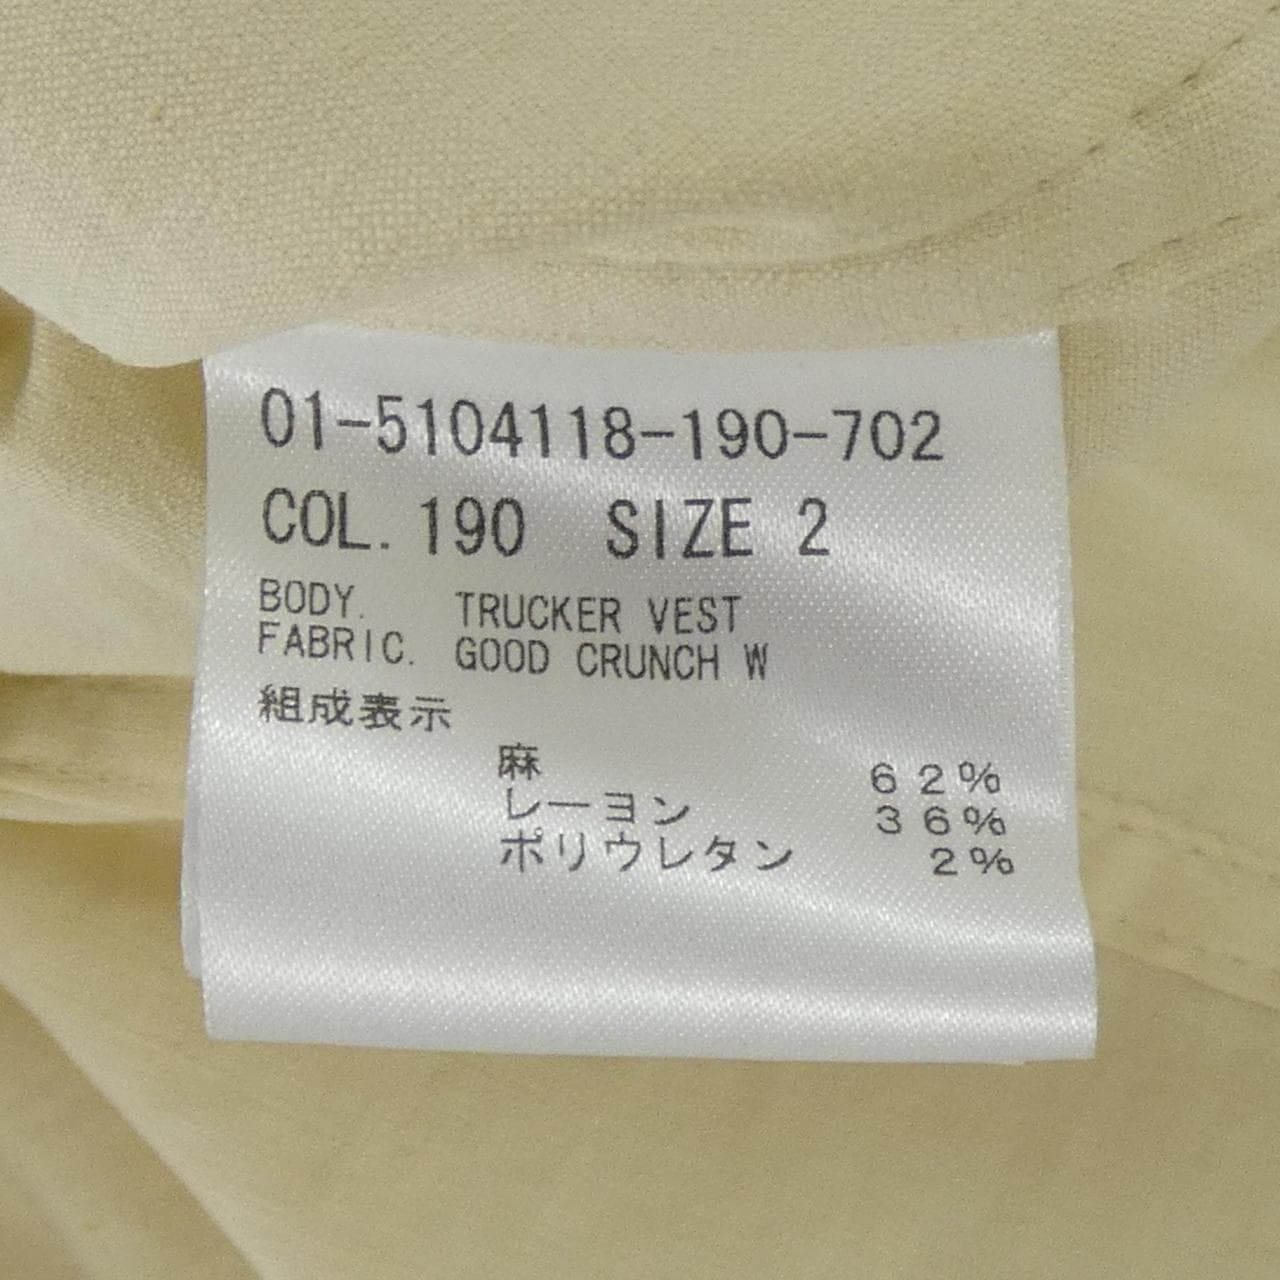 01-5104118-190-702
COL. 190 SIZE 2
BODY. TRUCKER VEST
FABRIC. GOOD CRUNCH W
組成表示
麻 62%
レーヨン 36%
ポリウレタン 2%